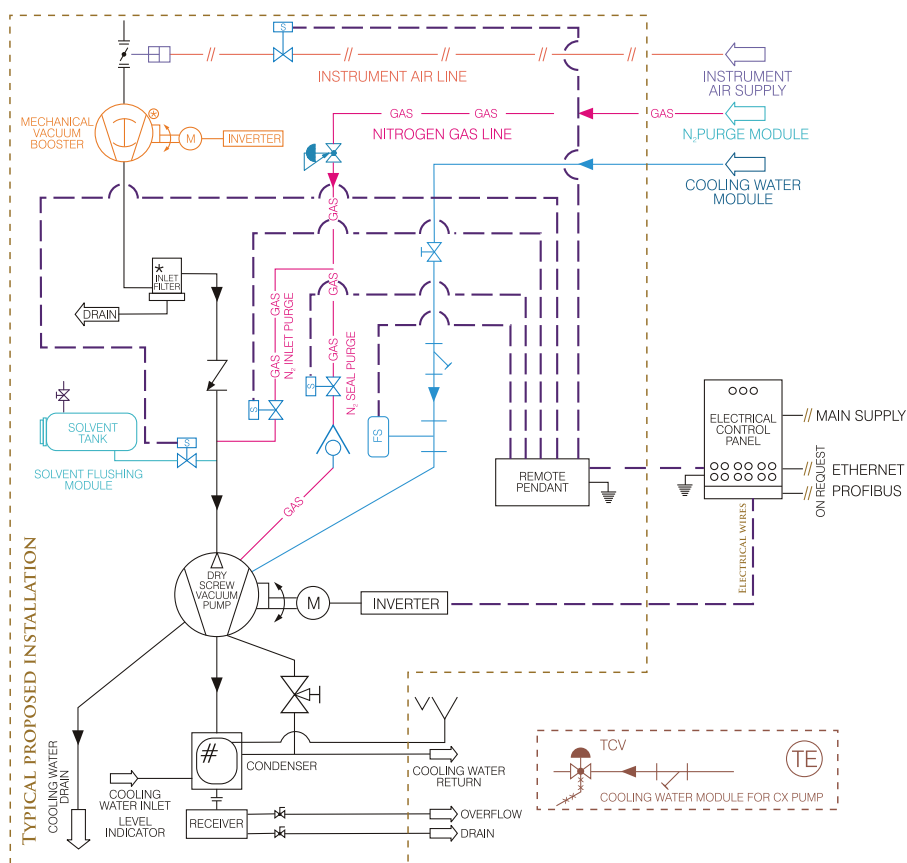 S
INSTRUMENT AIR LINE
INSTRUMENT
AIR SUPPLY
MECHANICAL
VACUUM
BOOSTER
*
M
INVERTER
GAS
GAS
GAS
NITROGEN GAS LINE
GAS
N₂PURGE MODULE
COOLING WATER
MODULE
GAS
*
INLET
FILTER
DRAIN
GAS
GAS
N₂ INLET PURGE
GAS
N₂ SEAL PURGE
S
S
FS
SOLVENT
TANK
S
SOLVENT FLUSHING
MODULE
GAS
REMOTE
PENDANT
ELECTRICAL
CONTROL
PANEL
MAIN SUPPLY
ETHERNET
PROFIBUS
ON REQUEST
ELECTRICAL WIRES
DRY
SCREW
VACUUM
PUMP
M
INVERTER
TYPICAL PROPOSED INSTALLATION
COOLING WATER
DRAIN
#
CONDENSER
COOLING
WATER INLET
LEVEL
INDICATOR
RECEIVER
COOLING WATER
RETURN
OVERFLOW
DRAIN
TCV
TE
COOLING WATER MODULE FOR CX PUMP